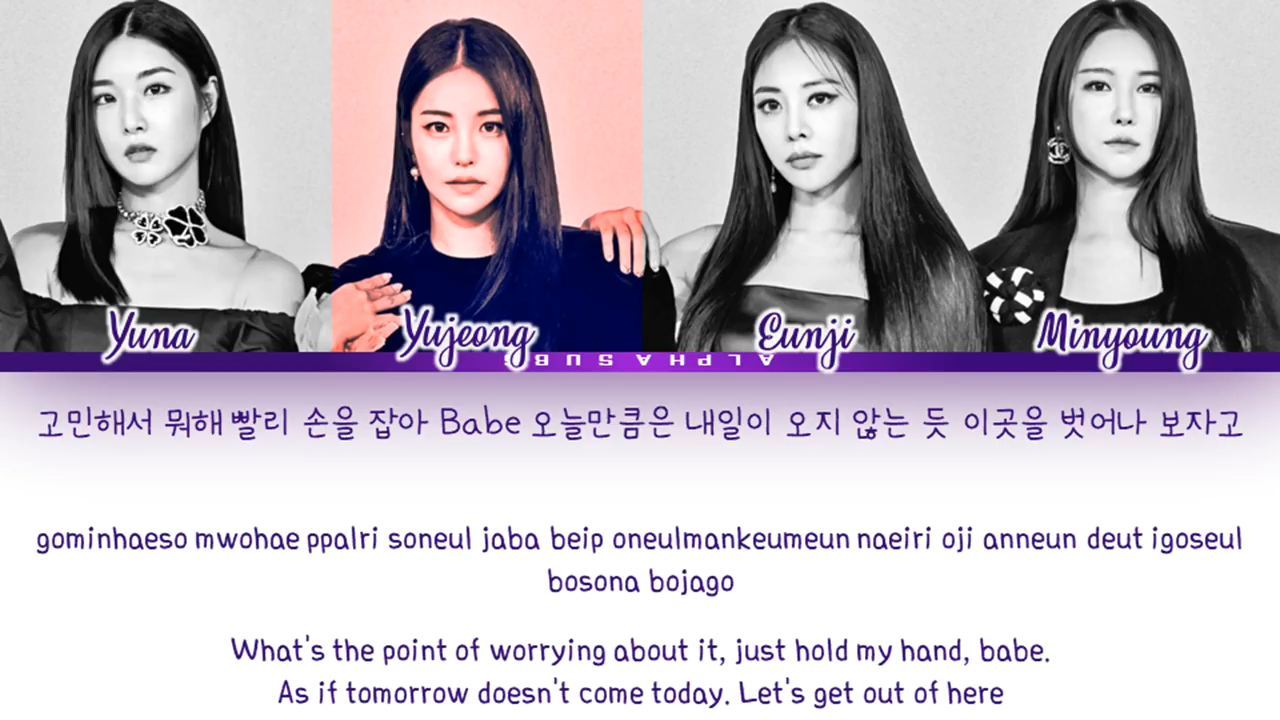 Yuna
Yujeong
Eunji
Minyoung
ALPHA SUBS
고민해서 뭐해 빨리 손을 잡아 Babe 오늘만큼은 내일이 오지 않는 듯 이곳을 벗어나 보자고
gominhaeso mwohae ppalri soneul jaba beip oneulmankeumeun naeiri oji anneun deut igoseul
bosona bojago
What's the point of worrying about it, just hold my hand, babe.
As if tomorrow doesn't come today. Let's get out of here